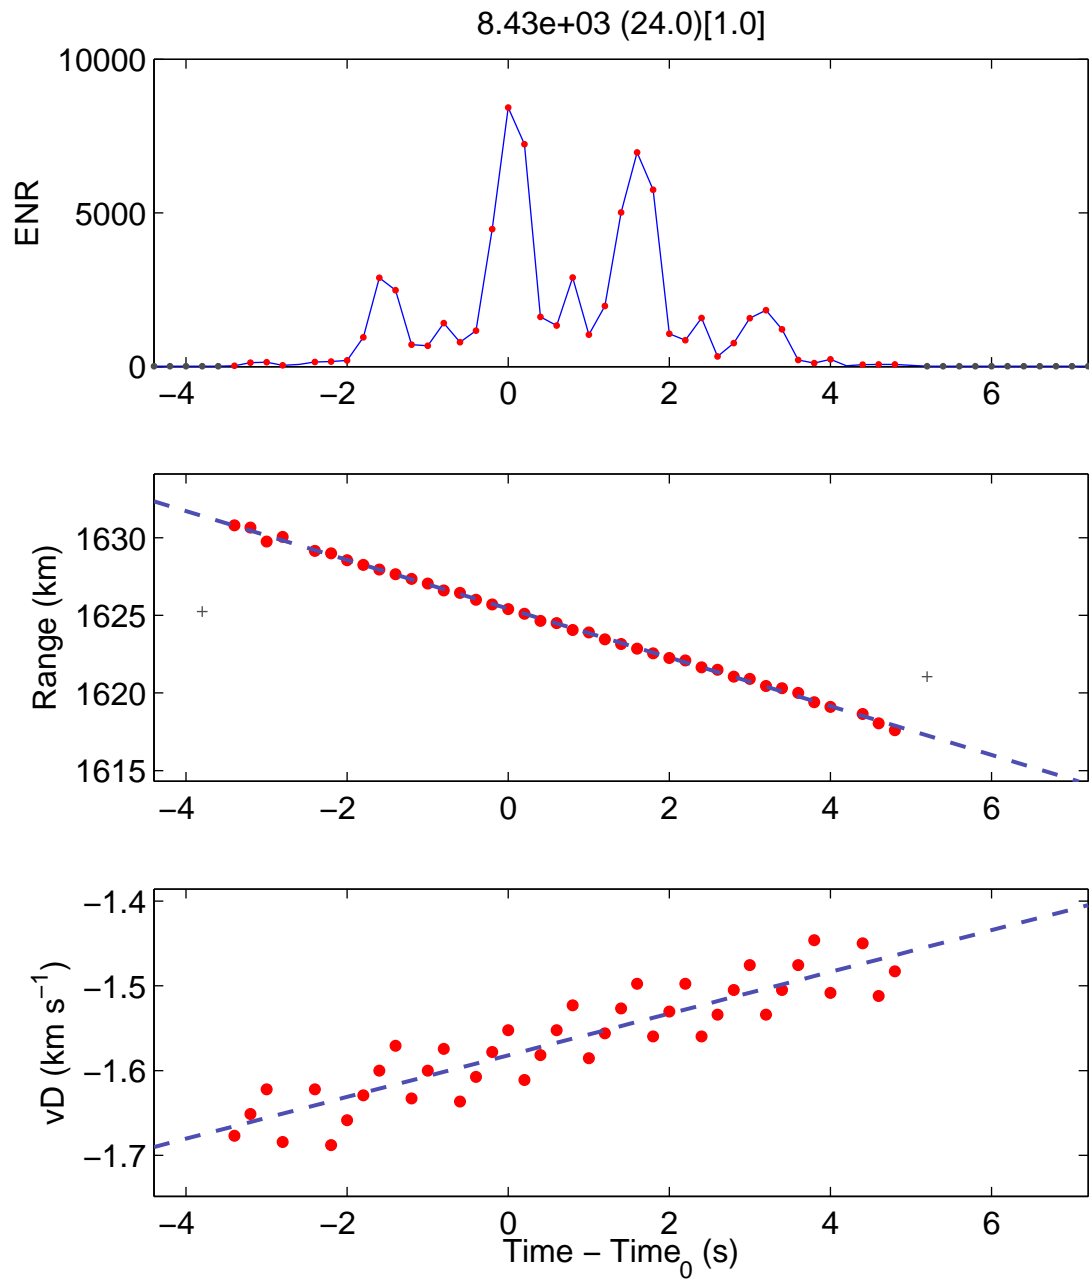 8.43e+03 (24.0)[1.0]
10000
5000
0
ENR
−4 −2 0 2 4 6
1630
1625
1620
1615
Range (km)
−4 −2 0 2 4 6
−1.4
−1.5
−1.6
−1.7
vD (km s−1)
−4 −2 0 2 4 6
Time − Time0 (s)